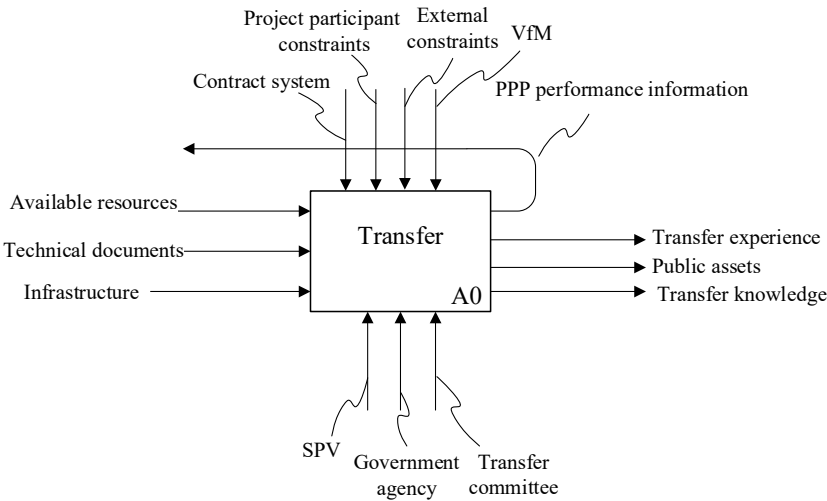 Project participant
constraints
External
constraints
VfM
Contract system
PPP performance information
Available resources
Technical documents
Infrastructure
Transfer
A0
Transfer experience
Public assets
Transfer knowledge
SPV
Government
agency
Transfer
committee